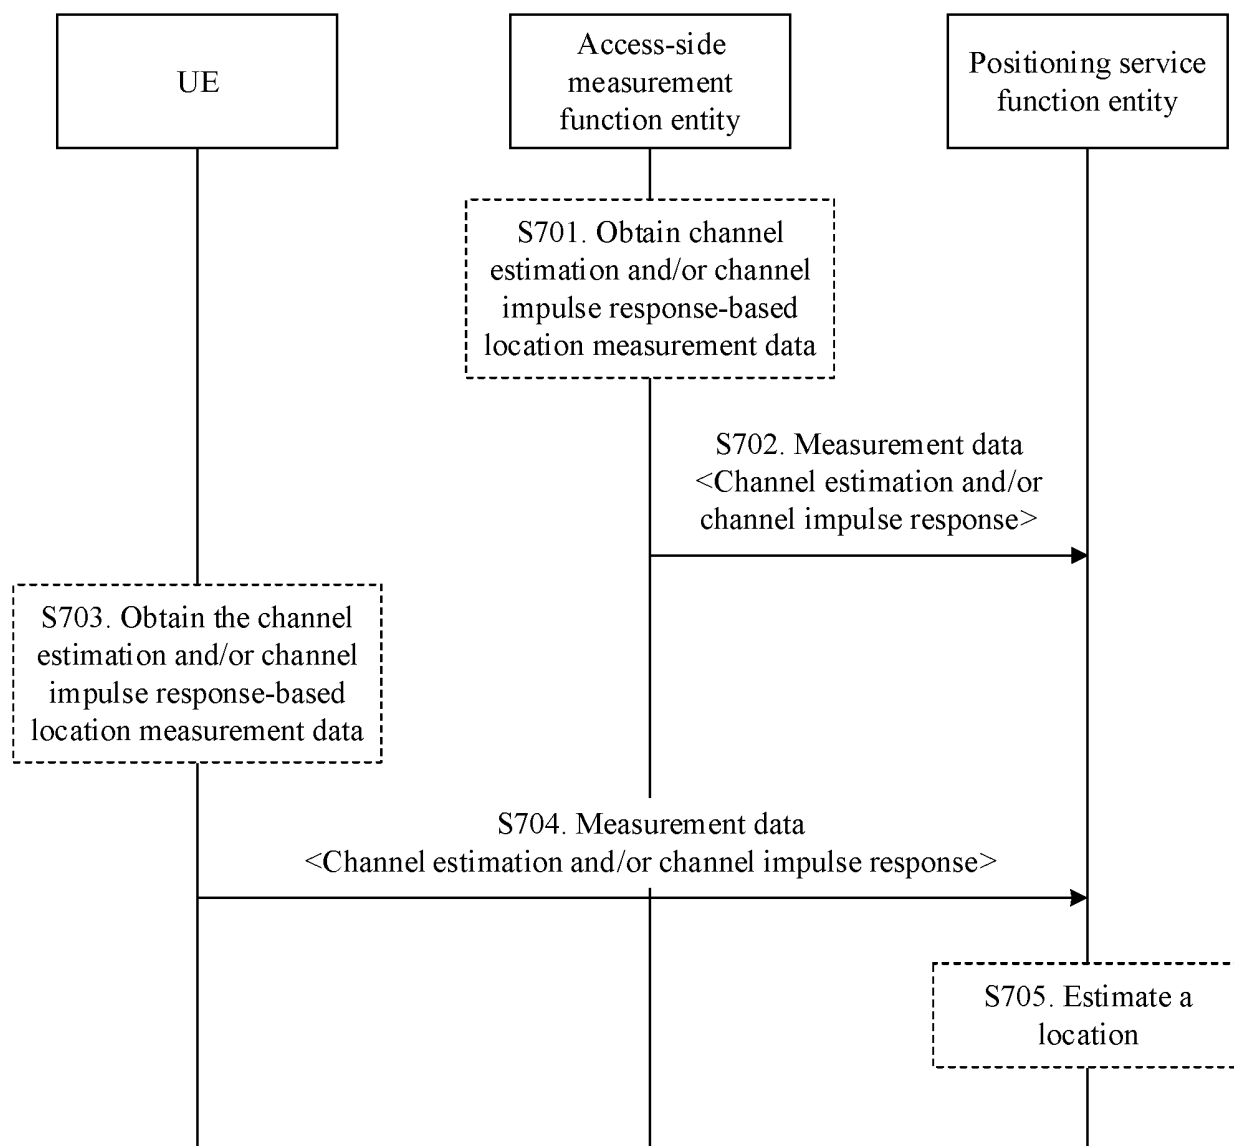 UE
Access-side
measurement
function entity
Positioning service
function entity
S701. Obtain channel
estimation and/or channel
impulse response-based
location measurement data
S702. Measurement data
<Channel estimation and/or
channel impulse response>
S703. Obtain the channel
estimation and/or channel
impulse response-based
location measurement data
S704. Measurement data
<Channel estimation and/or channel impulse response>
S705. Estimate a
location